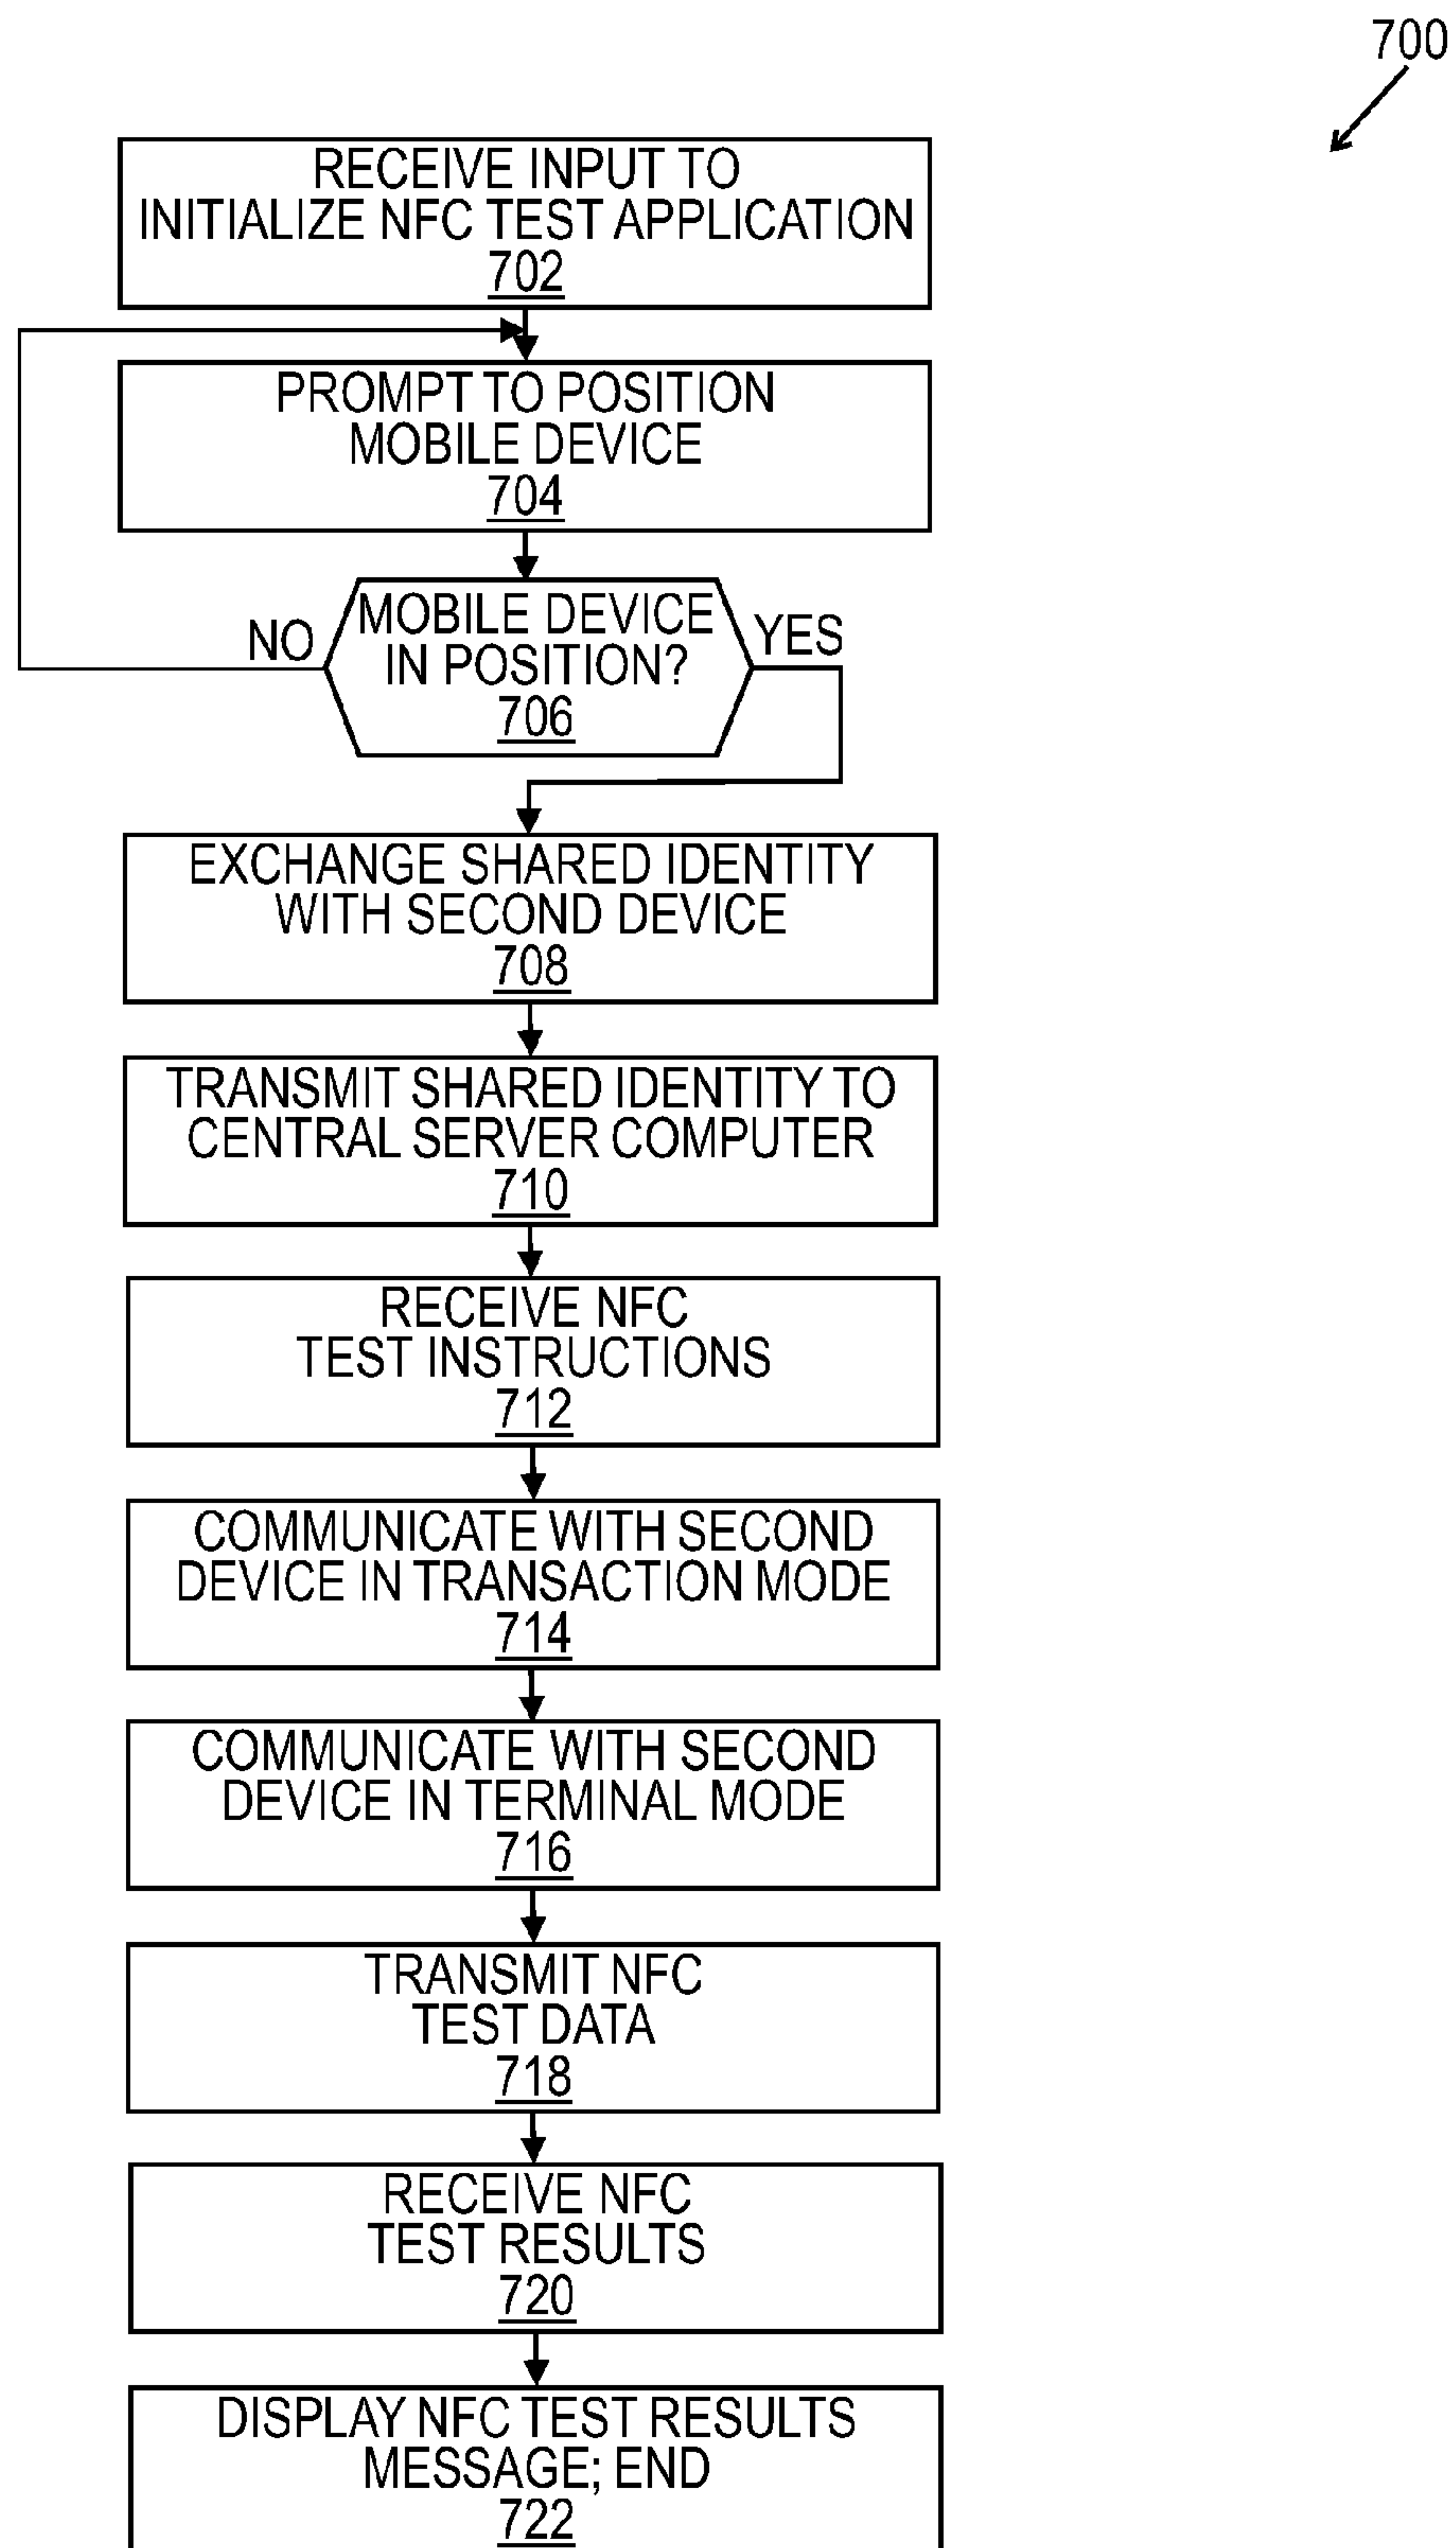 700
RECEIVE INPUT TO
INITIALIZE NFC TEST APPLICATION
702
PROMPT TO POSITION
MOBILE DEVICE
704
MOBILE DEVICE
IN POSITION?
706
NO
YES
EXCHANGE SHARED IDENTITY
WITH SECOND DEVICE
708
TRANSMIT SHARED IDENTITY TO
CENTRAL SERVER COMPUTER
710
RECEIVE NFC
TEST INSTRUCTIONS
712
COMMUNICATE WITH SECOND
DEVICE IN TRANSACTION MODE
714
COMMUNICATE WITH SECOND
DEVICE IN TERMINAL MODE
716
TRANSMIT NFC
TEST DATA
718
RECEIVE NFC
TEST RESULTS
720
DISPLAY NFC TEST RESULTS
MESSAGE; END
722